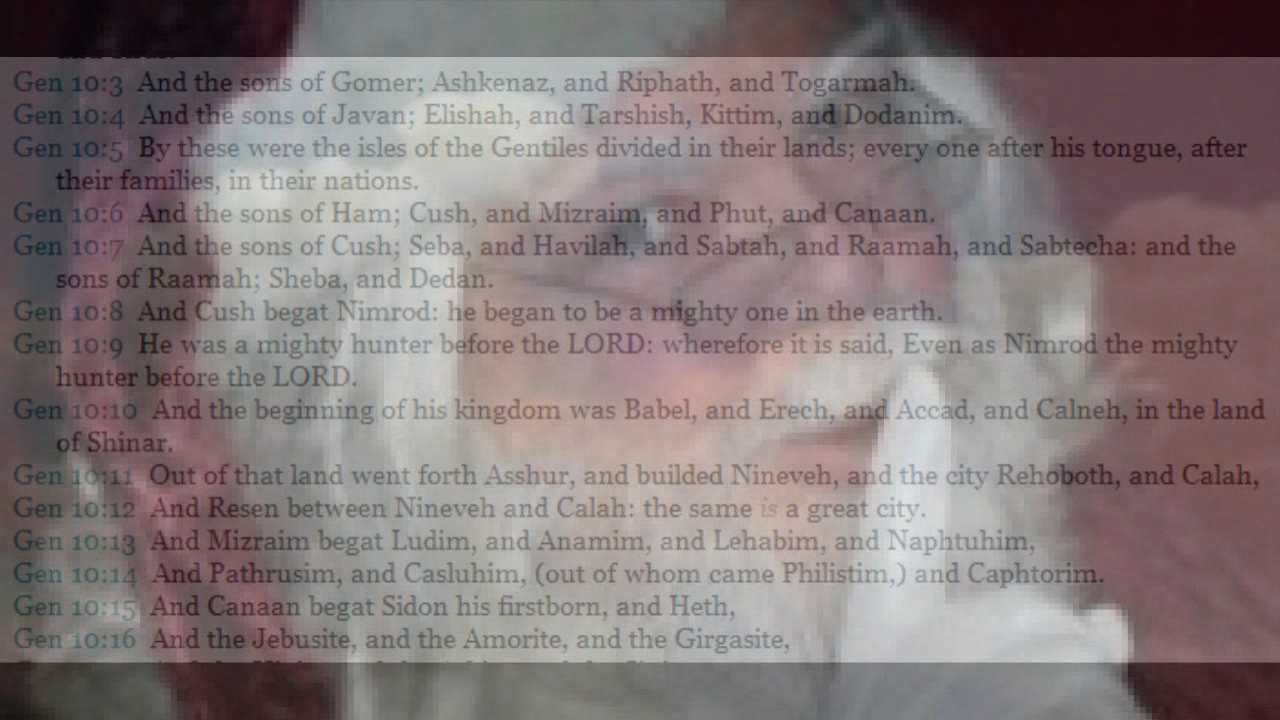 Gen 10:3 And the sons of Gomer; Ashkenaz, and Riphath, and Togarmah.
Gen 10:4 And the sons of Javan; Elishah, and Tarshish, Kittim, and Dodanim.
Gen 10:5 By these were the isles of the Gentiles divided in their lands; every one after his tongue, after
their families, in their nations.
Gen 10:6 And the sons of Ham; Cush, and Mizraim, and Phut, and Canaan.
Gen 10:7 And the sons of Cush; Seba, and Havilah, and Sabtah, and Raamah, and Sabtecha: and the
sons of Raamah; Sheba, and Dedan.
Gen 10:8 And Cush begat Nimrod: he began to be a mighty one in the earth.
Gen 10:9 He was a mighty hunter before the LORD: wherefore it is said, Even as Nimrod the mighty
hunter before the LORD.
Gen 10:10 And the beginning of his kingdom was Babel, and Erech, and Accad, and Calneh, in the land
of Shinar.
Gen 10:11 Out of that land went forth Asshur, and builded Nineveh, and the city Rehoboth, and Calah,
Gen 10:12 And Resen between Nineveh and Calah: the same is a great city.
Gen 10:13 And Mizraim begat Ludim, and Anamim, and Lehabim, and Naphtuhim,
Gen 10:14 And Pathrusim, and Casluhim, (out of whom came Philistim,) and Caphtorim.
Gen 10:15 And Canaan begat Sidon his firstborn, and Heth,
Gen 10:16 And the Jebusite, and the Amorite, and the Girgasite,